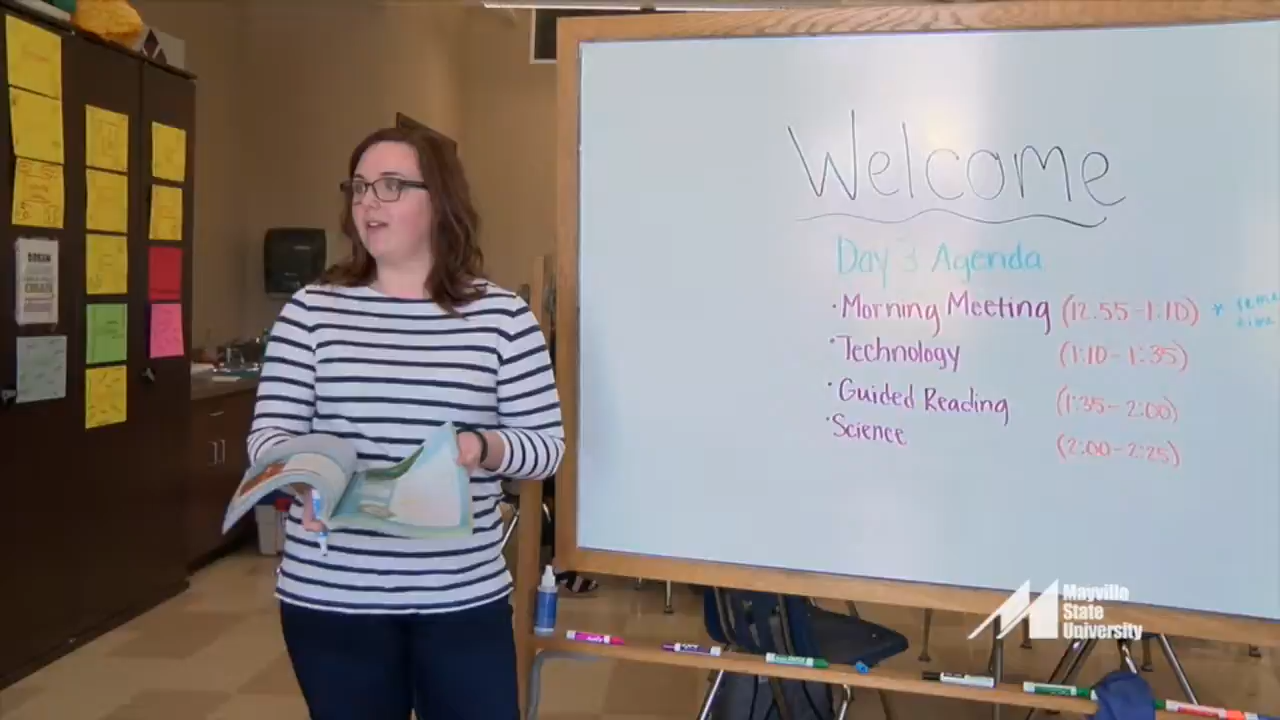 Welcome
Day 3 Agenda
· Morning Meeting (12:55-1:10) *
· Technology (1:10-1:35)
· Guided Reading (1:35-2:00)
· Science (2:00-2:25)
Mayville
State
University